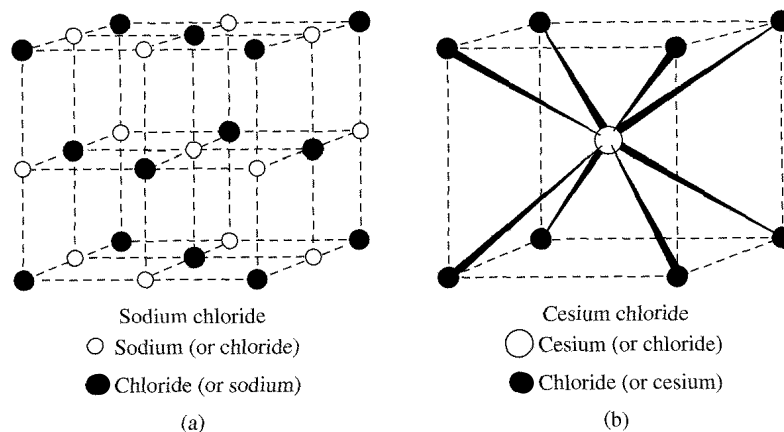 Sodium chloride
Sodium (or chloride)
Chloride (or sodium)
(a)
Cesium chloride
Cesium (or chloride)
Chloride (or cesium)
(b)